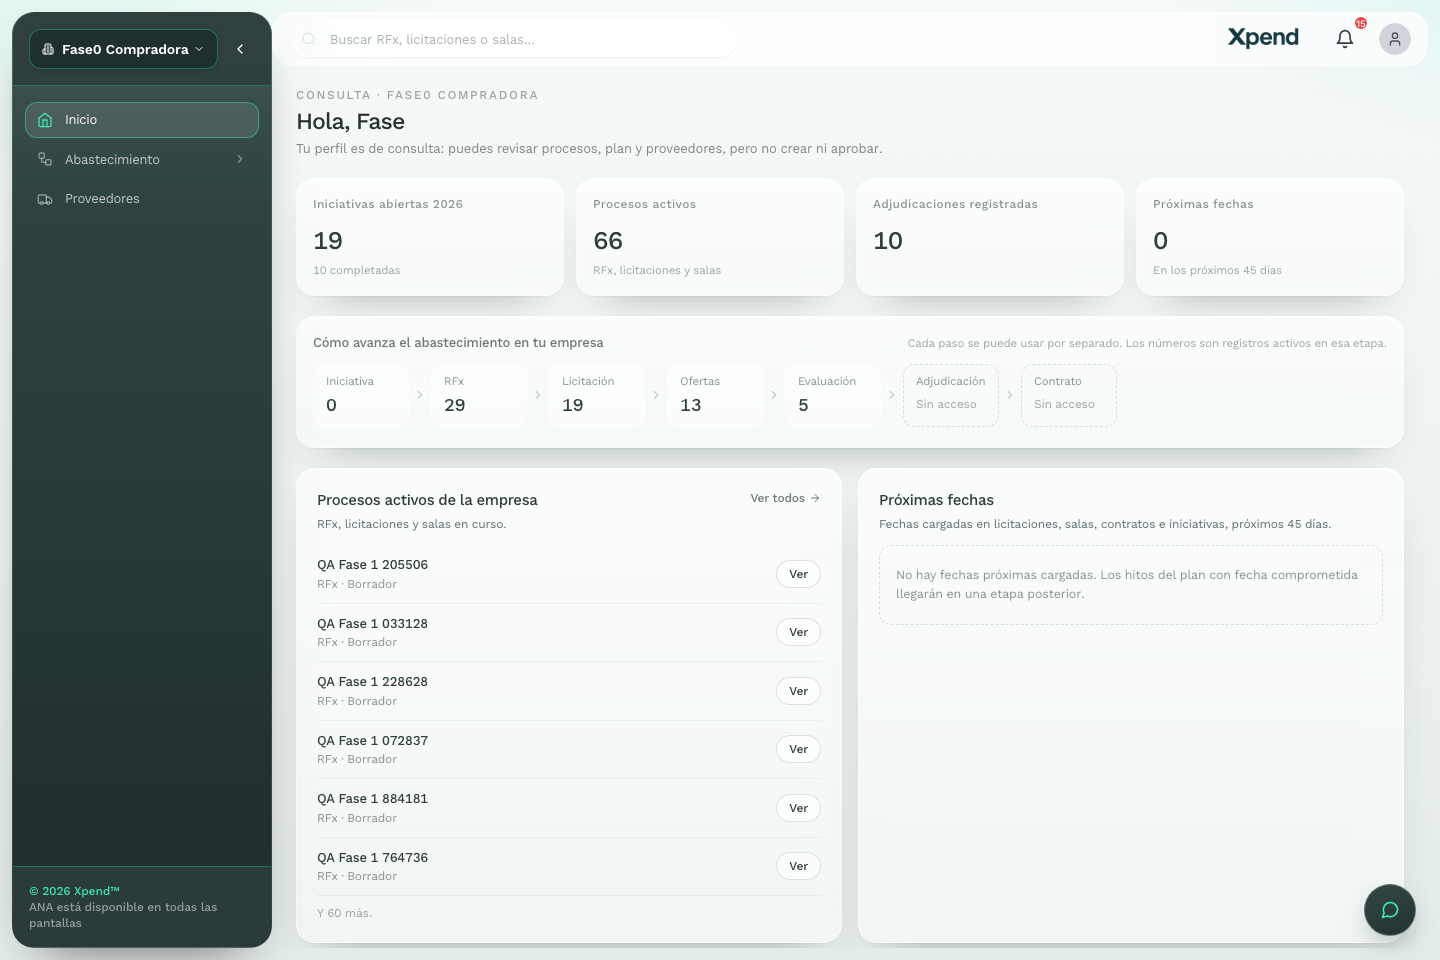 Fase0 Compradora
Inicio
Abastecimiento
Proveedores
© 2026 Xpend™
ANA está disponible en todas las
pantallas
Buscar RFx, licitaciones o salas...
Xpend
15
CONSULTA · FASE0 COMPRADORA
Hola, Fase
Tu perfil es de consulta: puedes revisar procesos, plan y proveedores, pero no crear ni aprobar.
Iniciativas abiertas 2026
19
10 completadas
Procesos activos
66
RFx, licitaciones y salas
Adjudicaciones registradas
10
Próximas fechas
0
En los próximos 45 días
Cómo avanza el abastecimiento en tu empresa
Cada paso se puede usar por separado. Los números son registros activos en esa etapa.
Iniciativa
0
RFx
29
Licitación
19
Ofertas
13
Evaluación
5
Adjudicación
Sin acceso
Contrato
Sin acceso
Procesos activos de la empresa
Ver todos
RFx, licitaciones y salas en curso.
QA Fase 1 205506
RFx · Borrador
Ver
QA Fase 1 033128
RFx · Borrador
Ver
QA Fase 1 228628
RFx · Borrador
Ver
QA Fase 1 072837
RFx · Borrador
Ver
QA Fase 1 884181
RFx · Borrador
Ver
QA Fase 1 764736
RFx · Borrador
Ver
Y 60 más.
Próximas fechas
Fechas cargadas en licitaciones, salas, contratos e iniciativas, próximos 45 días.
No hay fechas próximas cargadas. Los hitos del plan con fecha comprometida
llegarán en una etapa posterior.